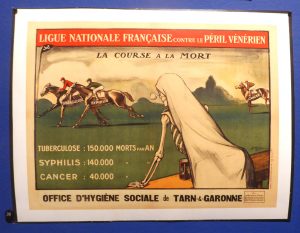 LIGUE NATIONALE FRANÇAISE CONTRE LE PÉRIL VÉNÉRIEN
LA COURSE A LA MORT
TUBERCULOSE : 150.000 MORTS PAR AN
SYPHILIS : 140.000
CANCER : 40.000
OFFICE D'HYGIÈNE SOCIALE de TARN & GARONNE